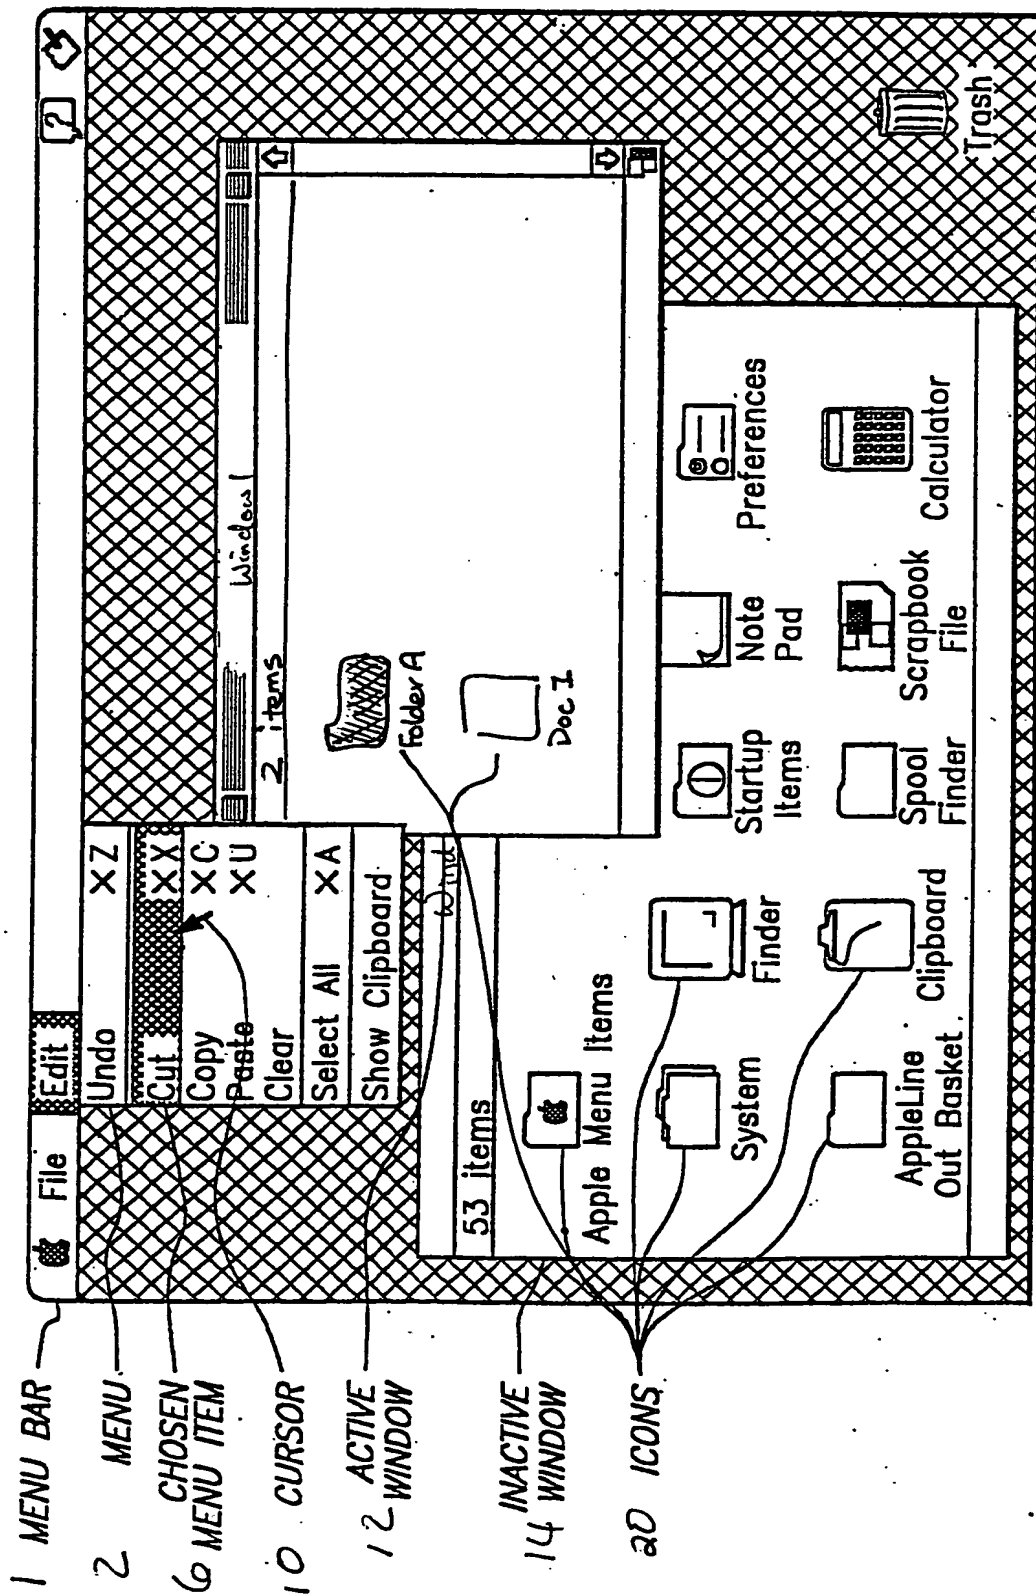 1 MENU BAR
2 MENU
6 CHOSEN
MENU ITEM
10 CURSOR
12 ACTIVE
WINDOW
14 INACTIVE
WINDOW
20 ICONS
File Edit ?
Undo X Z
Cut X X
Copy X C
Paste X U
Clear
Select All X A
Show Clipboard
Window 1
2 items
Folder A
Doc 1
Wind
53 items
Apple Menu Items
System
Finder
Startup
Items
Note
Pad
Preferences
AppleLine
Out Basket
Clipboard
Spool
Finder
Scrapbook
File
Calculator
Trash